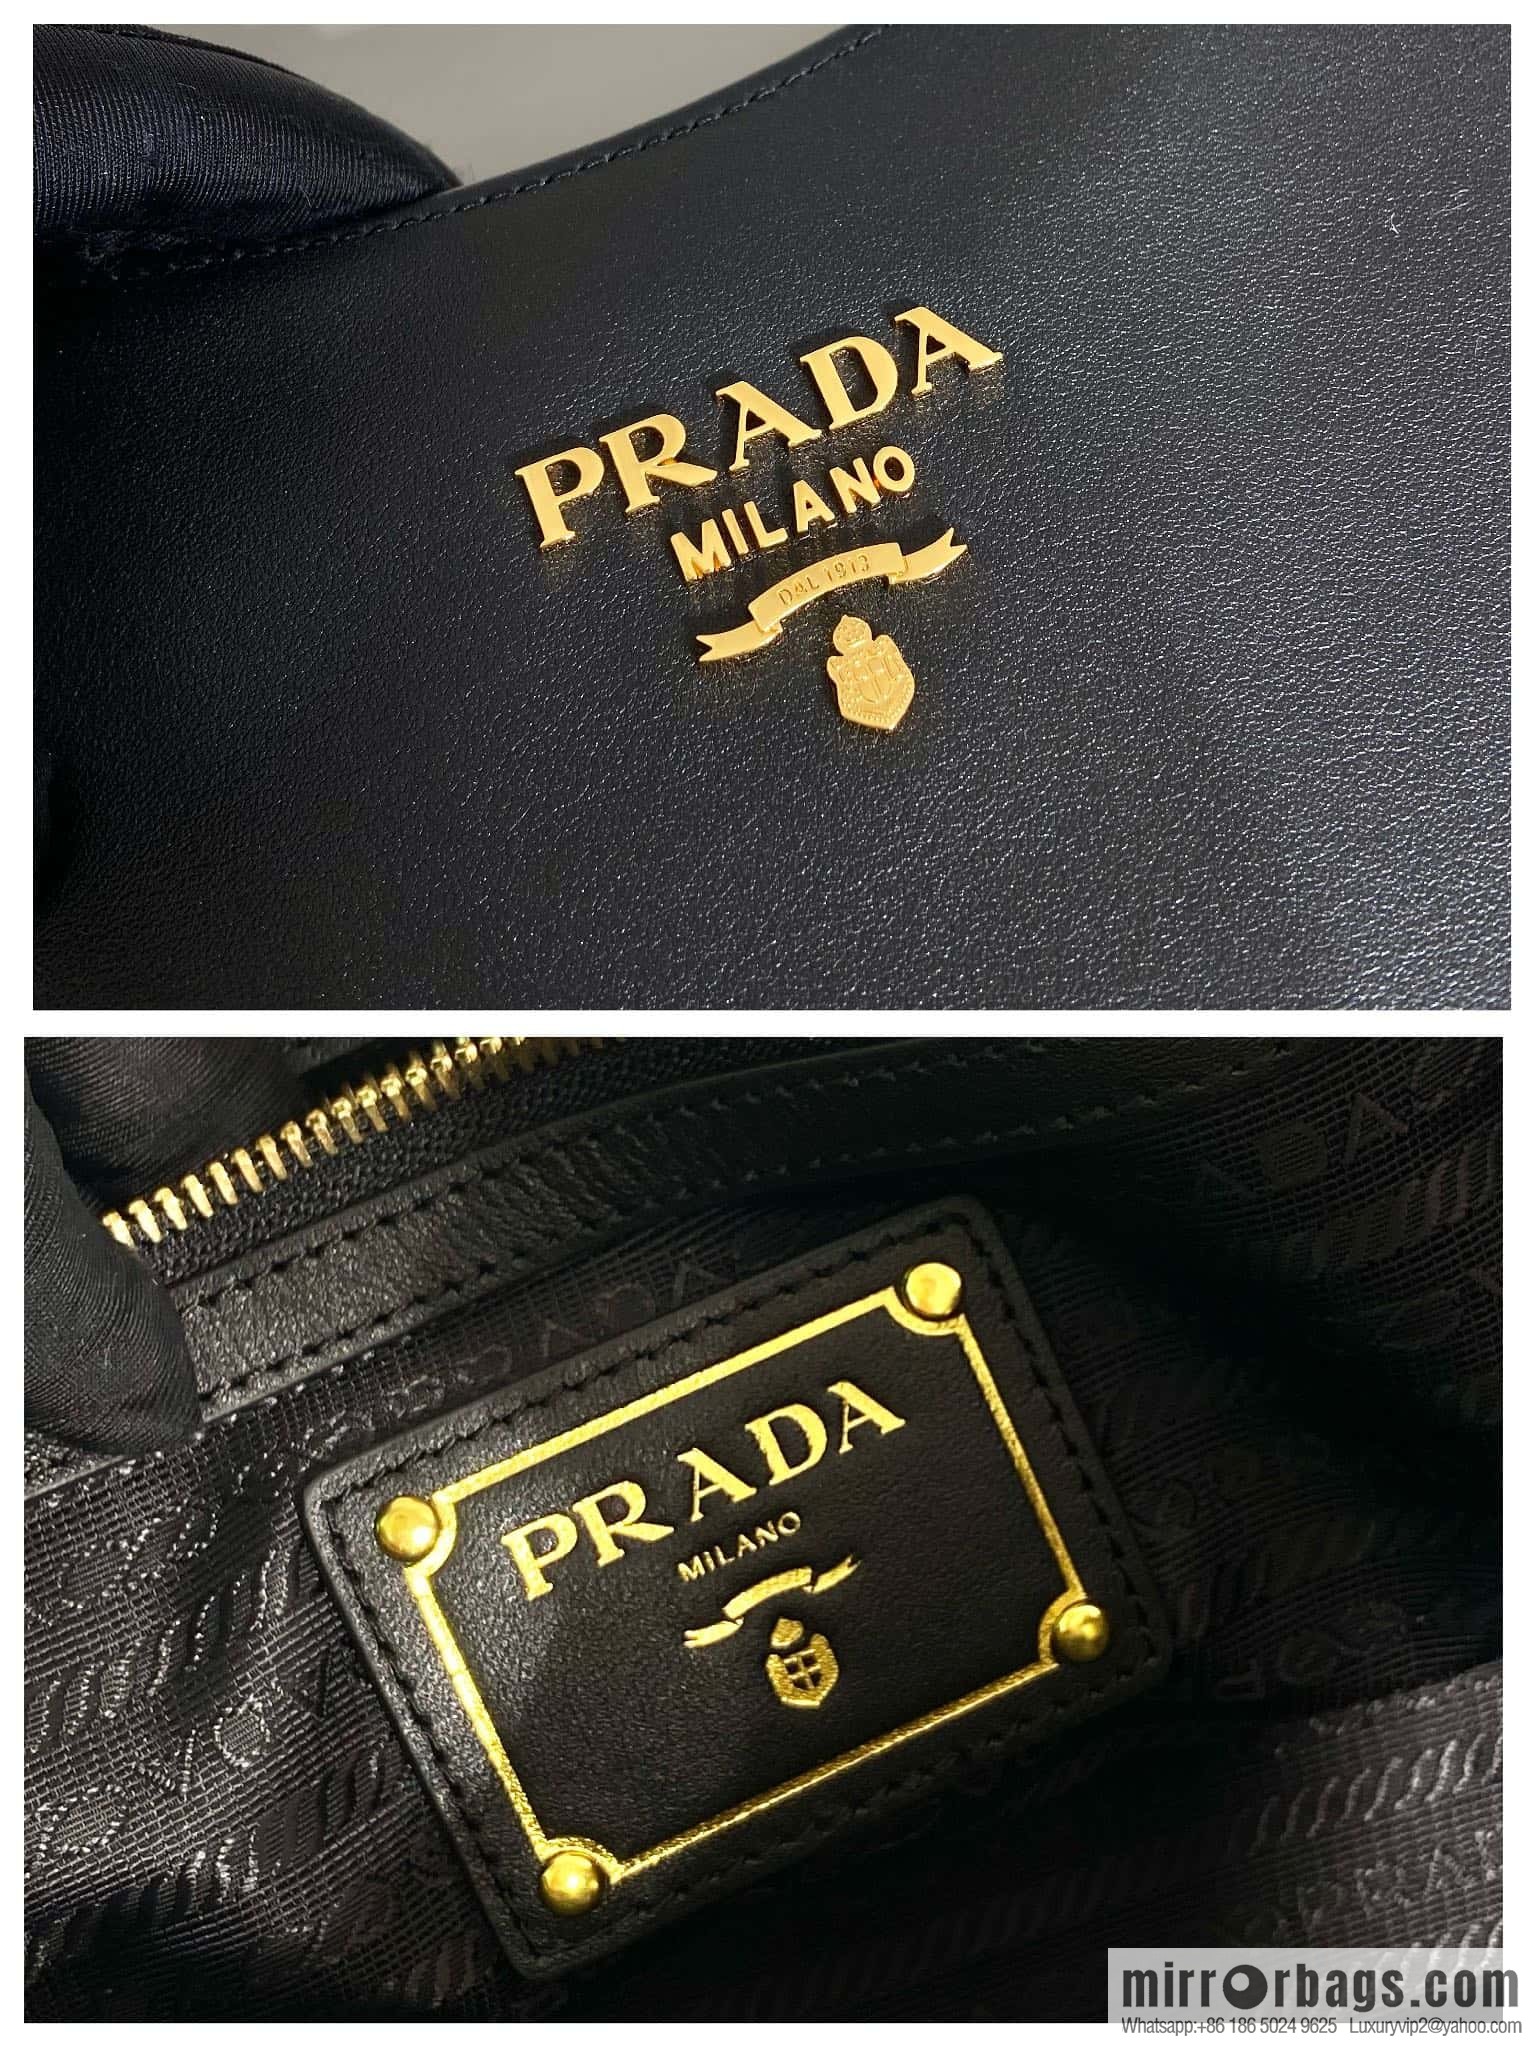 PRADA
MILANO
DAL 1913
PRADA
MILANO
mirrorbags.com
Whatsapp:+86 186 5024 9625 Luxuryvip2@yahoo.com